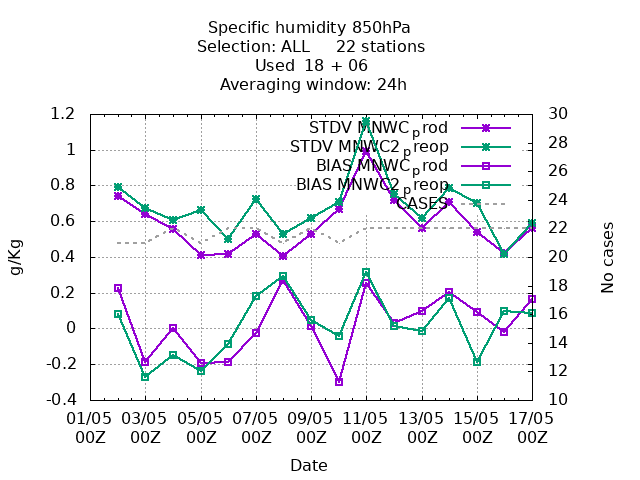 Specific humidity 850hPa
Selection: ALL 22 stations
Used 18 + 06
Averaging window: 24h
STDV MNWCprod
STDV MNWC2preop
BIAS MNWCprod
BIAS MNWC2preop
CASES
g/Kg
1.2
1
0.8
0.6
0.4
0.2
0
-0.2
-0.4
No cases
30
28
26
24
22
20
18
16
14
12
10
01/05 03/05 05/05 07/05 09/05 11/05 13/05 15/05 17/05
00Z 00Z 00Z 00Z 00Z 00Z 00Z 00Z 00Z
Date